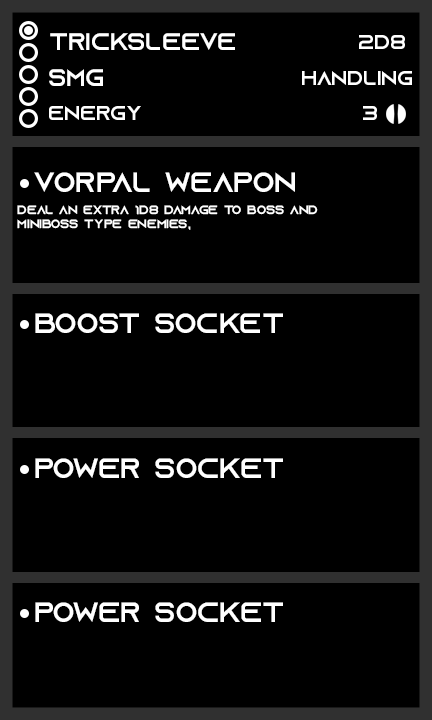 TRICKSLEEVE 2D8
SMG HANDLING
ENERGY 3
•VORPAL WEAPON
DEAL AN EXTRA 1D8 DAMAGE TO BOSS AND
MINIBOSS TYPE ENEMIES,
•BOOST SOCKET
•POWER SOCKET
•POWER SOCKET